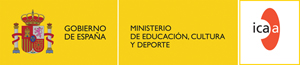 GOBIERNO
DE ESPAÑA
MINISTERIO
DE EDUCACIÓN, CULTURA
Y DEPORTE
icaa